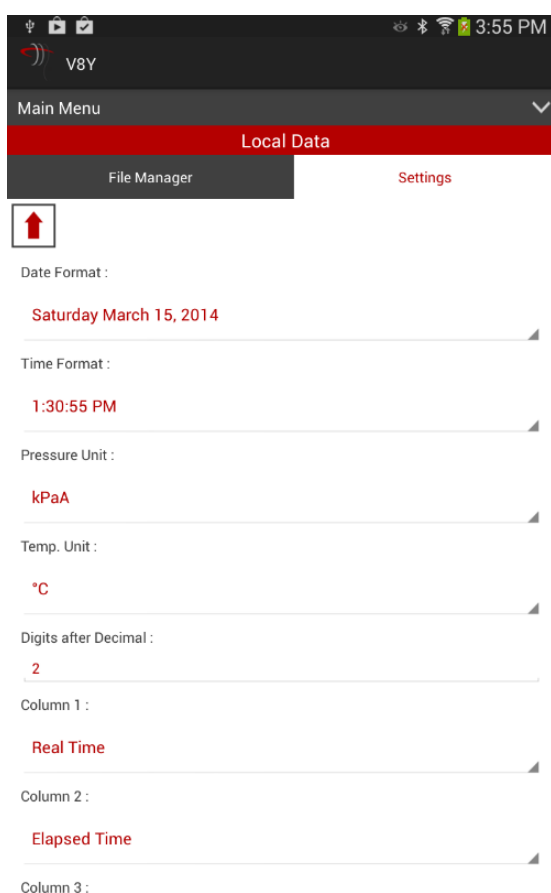 3:55 PM
V8Y
Main Menu
Local Data
File Manager
Settings
Date Format :
Saturday March 15, 2014
Time Format :
1:30:55 PM
Pressure Unit :
kPaA
Temp. Unit :
°C
Digits after Decimal :
2
Column 1 :
Real Time
Column 2 :
Elapsed Time
Column 3 :